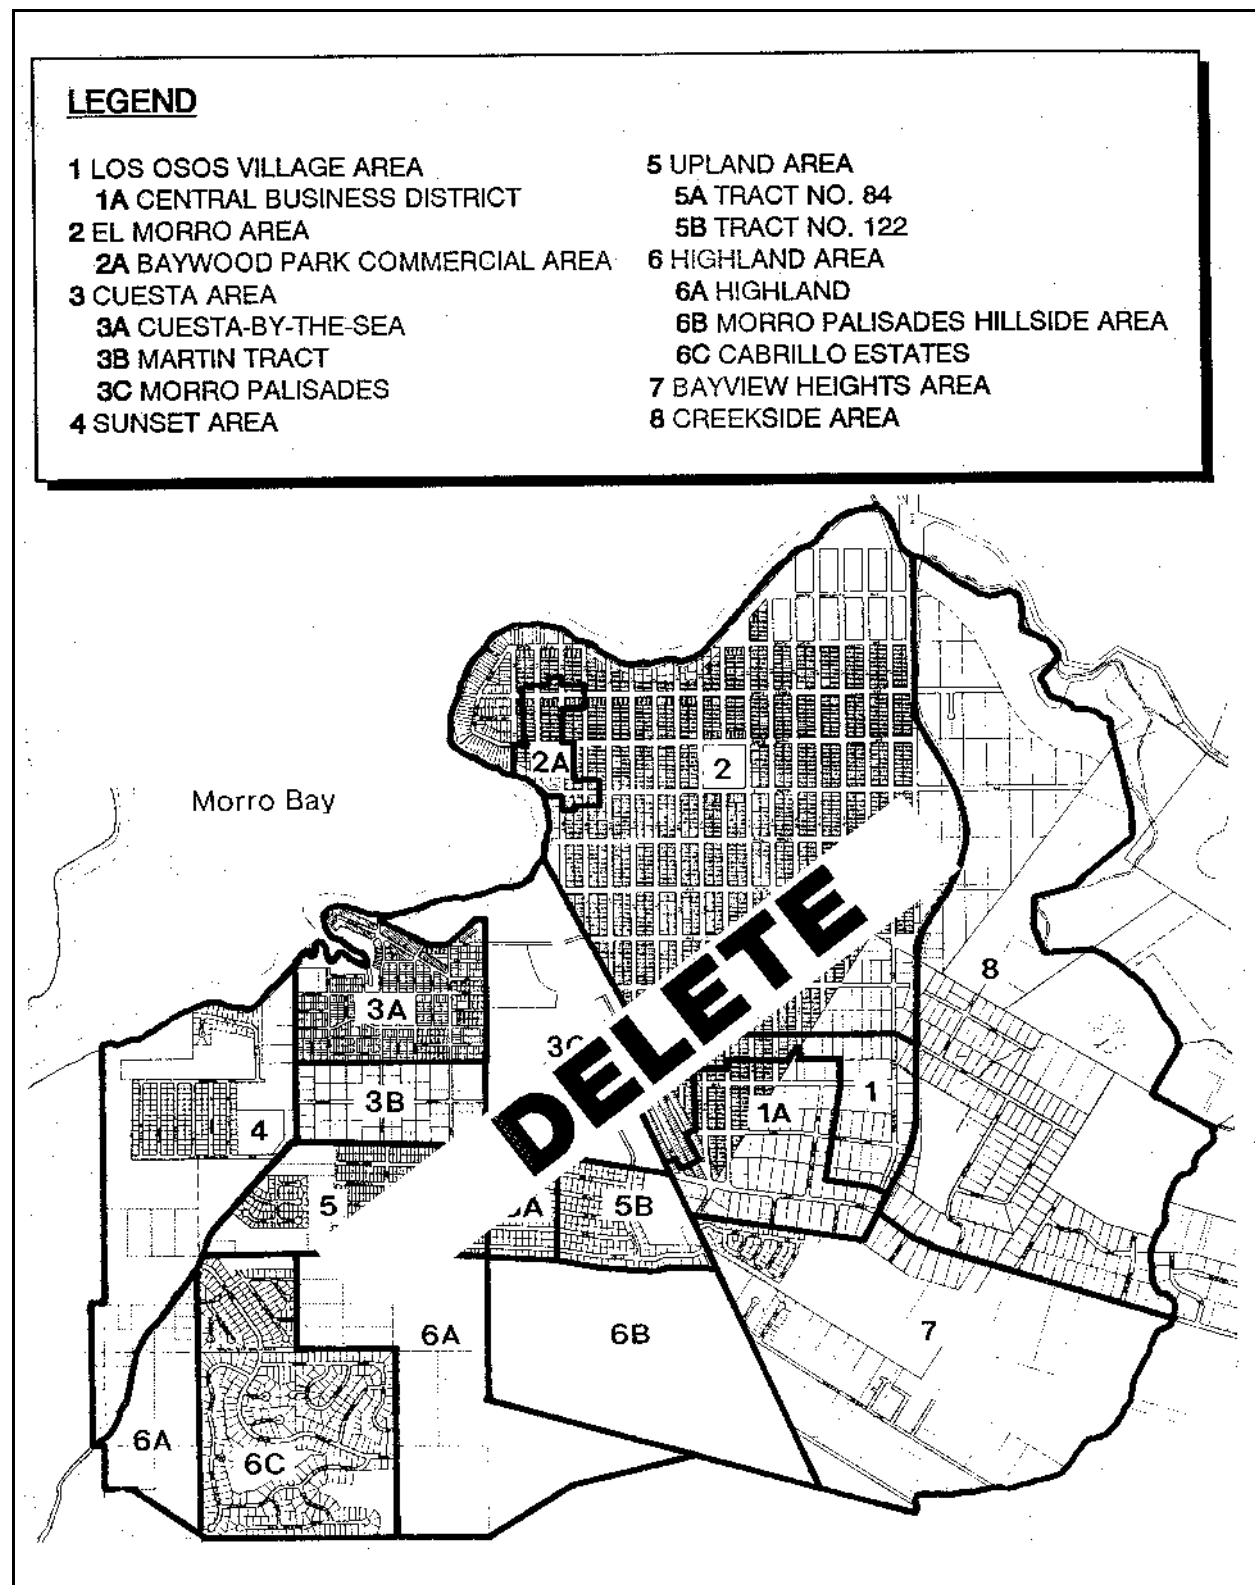 LEGEND
1 LOS OSOS VILLAGE AREA
1A CENTRAL BUSINESS DISTRICT
2 EL MORRO AREA
2A BAYWOOD PARK COMMERCIAL AREA
3 CUESTA AREA
3A CUESTA-BY-THE-SEA
3B MARTIN TRACT
3C MORRO PALISADES
4 SUNSET AREA
5 UPLAND AREA
5A TRACT NO. 84
5B TRACT NO. 122
6 HIGHLAND AREA
6A HIGHLAND
6B MORRO PALISADES HILLSIDE AREA
6C CABRILLO ESTATES
7 BAYVIEW HEIGHTS AREA
8 CREEKSIDE AREA
2A
2
Morro Bay
DELETE
8
3A
3C
3B
1
1A
4
5
5A
5B
6A
6B
7
6A
6C